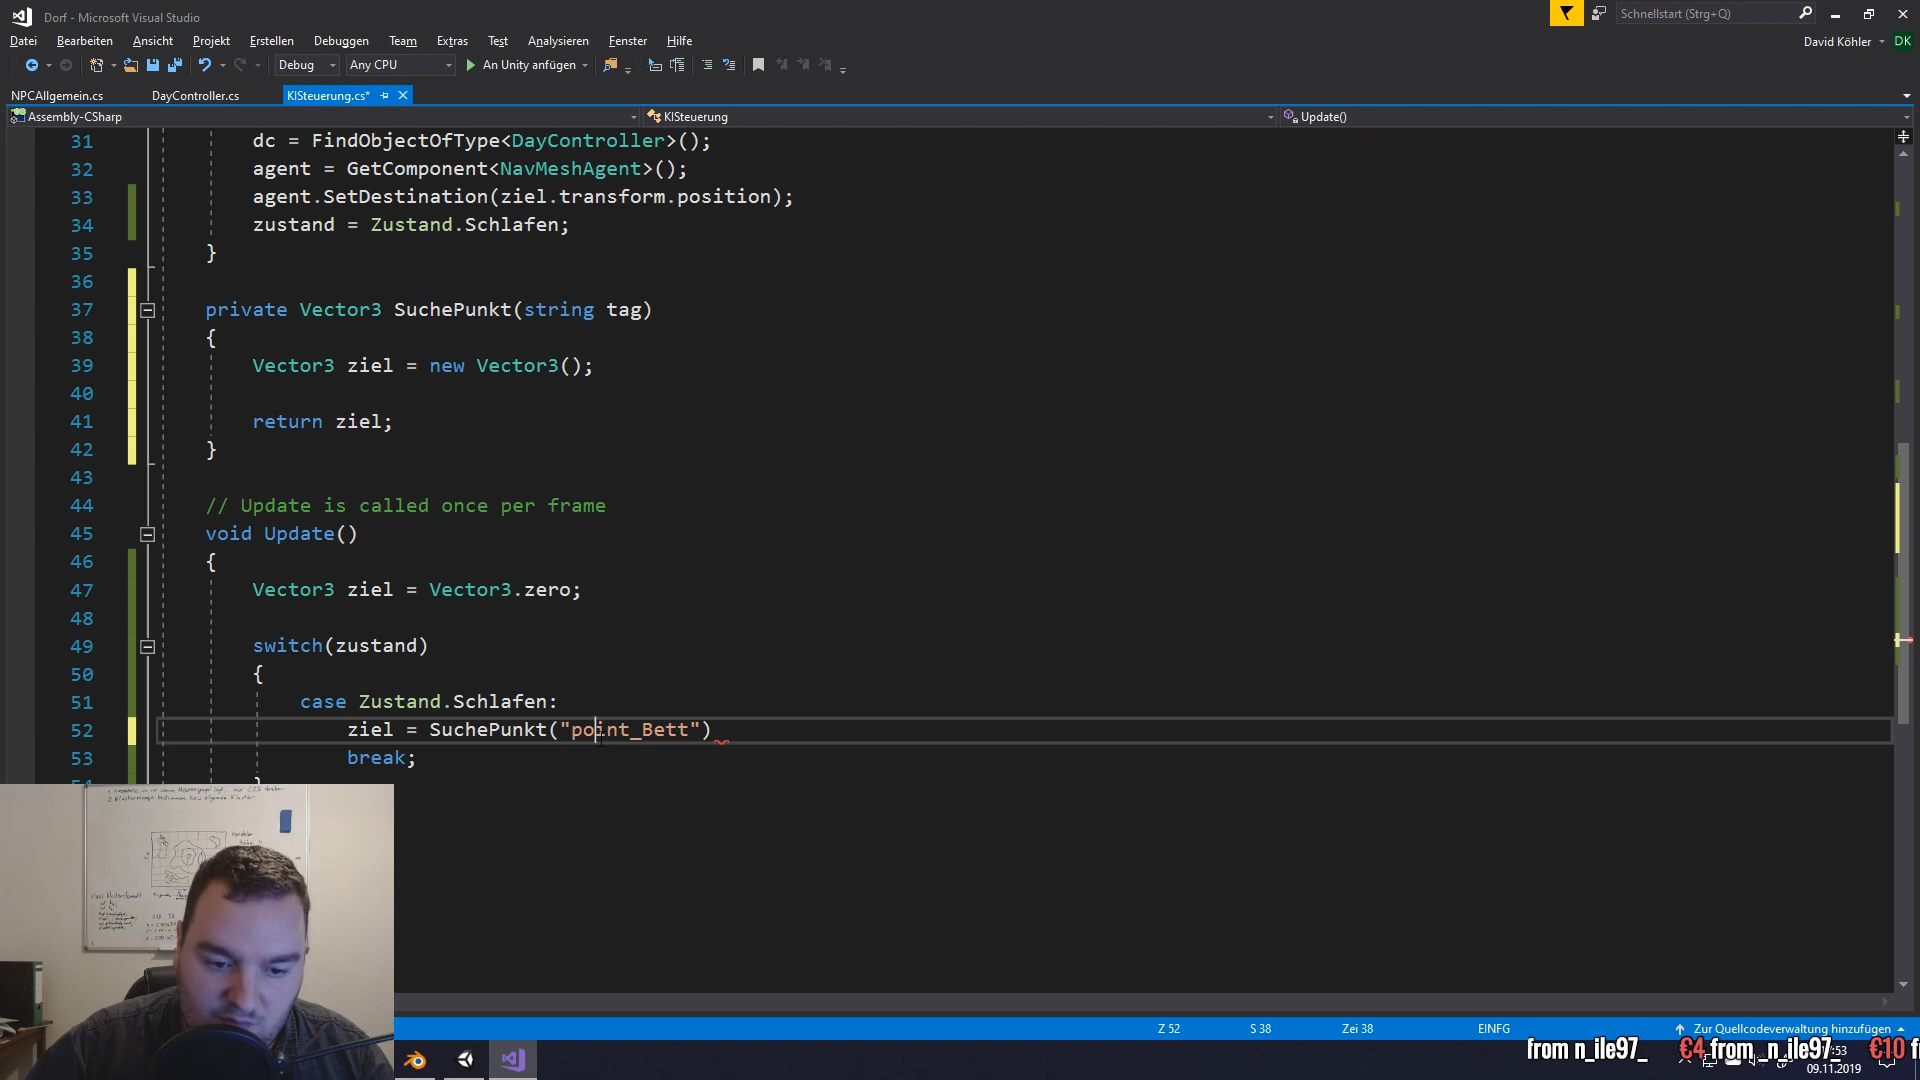 Dorf - Microsoft Visual Studio
Schnellstart (Strg+Q)
Datei Bearbeiten Ansicht Projekt Erstellen Debuggen Team Extras Test Analysieren Fenster Hilfe
David Köhler DK
Debug Any CPU An Unity anfügen
NPCAllgemein.cs DayController.cs KISteuerung.cs*
Assembly-CSharp KISteuerung Update()
31 dc = FindObjectOfType<DayController>();
32 agent = GetComponent<NavMeshAgent>();
33 agent.SetDestination(ziel.transform.position);
34 zustand = Zustand.Schlafen;
35 }
36
37 private Vector3 SuchePunkt(string tag)
38 {
39 Vector3 ziel = new Vector3();
40
41 return ziel;
42 }
43
44 // Update is called once per frame
45 void Update()
46 {
47 Vector3 ziel = Vector3.zero;
48
49 switch(zustand)
50 {
51 case Zustand.Schlafen:
52 ziel = SuchePunkt("point_Bett")
53 break;
Z 52 S 38 Zei 38 EINFG Zur Quellcodeverwaltung hinzufügen
from n_ile97_ €4 from _n_ile97_ €10 f
:53
09.11.2019